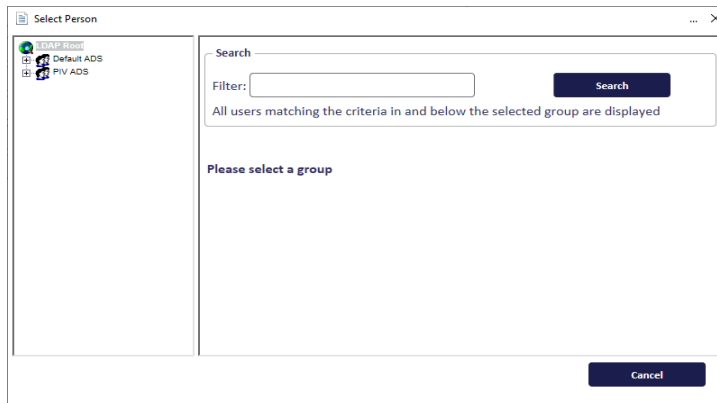 Select Person
...
LDAP Root
Default ADS
PIV ADS
Search
Filter:
Search
All users matching the criteria in and below the selected group are displayed
Please select a group
Cancel